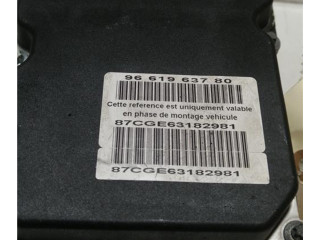 96 619 637 80
Cette reference est uniquement valable
en phase de montage vehicule
87CGE63182981
87CGE63182981